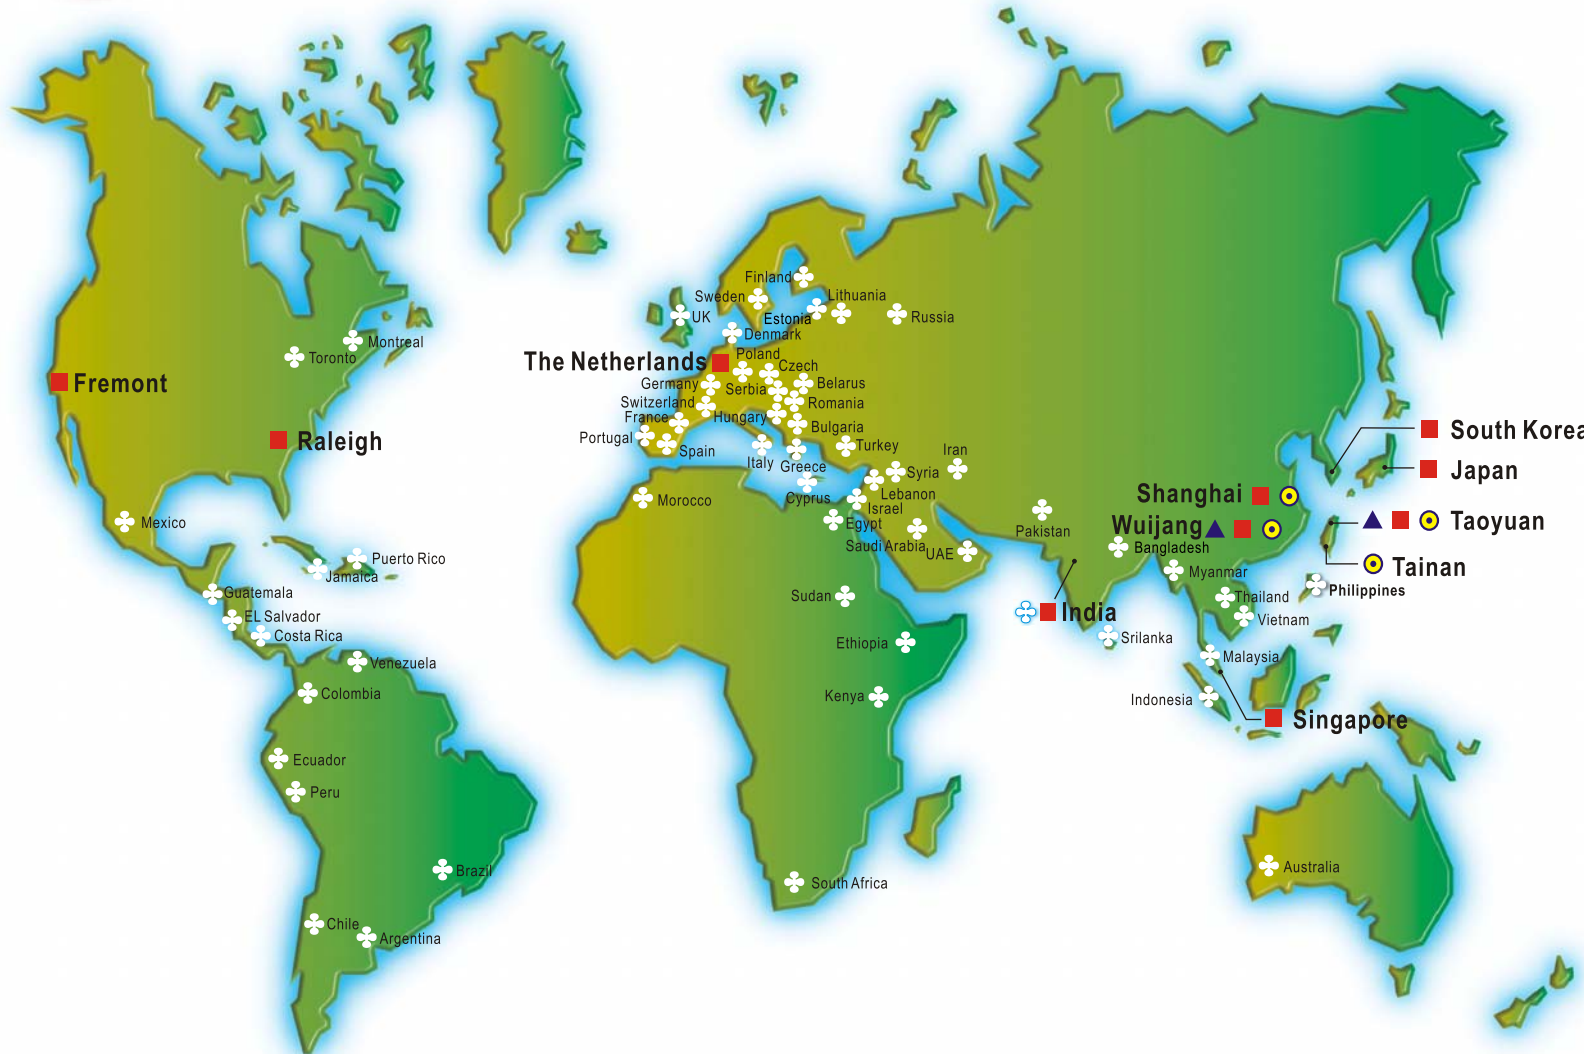 Finland
Sweden
Lithuania
UK
Estonia
Russia
Denmark
Montreal
Toronto
The Netherlands
Poland
Czech
Fremont
Germany
Serbia
Belarus
Switzerland
Romania
France
Hungary
Bulgaria
South Korea
Raleigh
Portugal
Spain
Turkey
Iran
Italy
Greece
Syria
Japan
Morocco
Cyprus
Lebanon
Shanghai
Israel
Mexico
Egypt
Wuijang
Taoyuan
Pakistan
Saudi Arabia
UAE
Bangladesh
Puerto Rico
Jamaica
Myanmar
Tainan
Guatemala
Sudan
Thailand
Philippines
EL Salvador
India
Vietnam
Costa Rica
Ethiopia
Srilanka
Venezuela
Malaysia
Colombia
Kenya
Indonesia
Singapore
Ecuador
Peru
Brazil
South Africa
Australia
Chile
Argentina